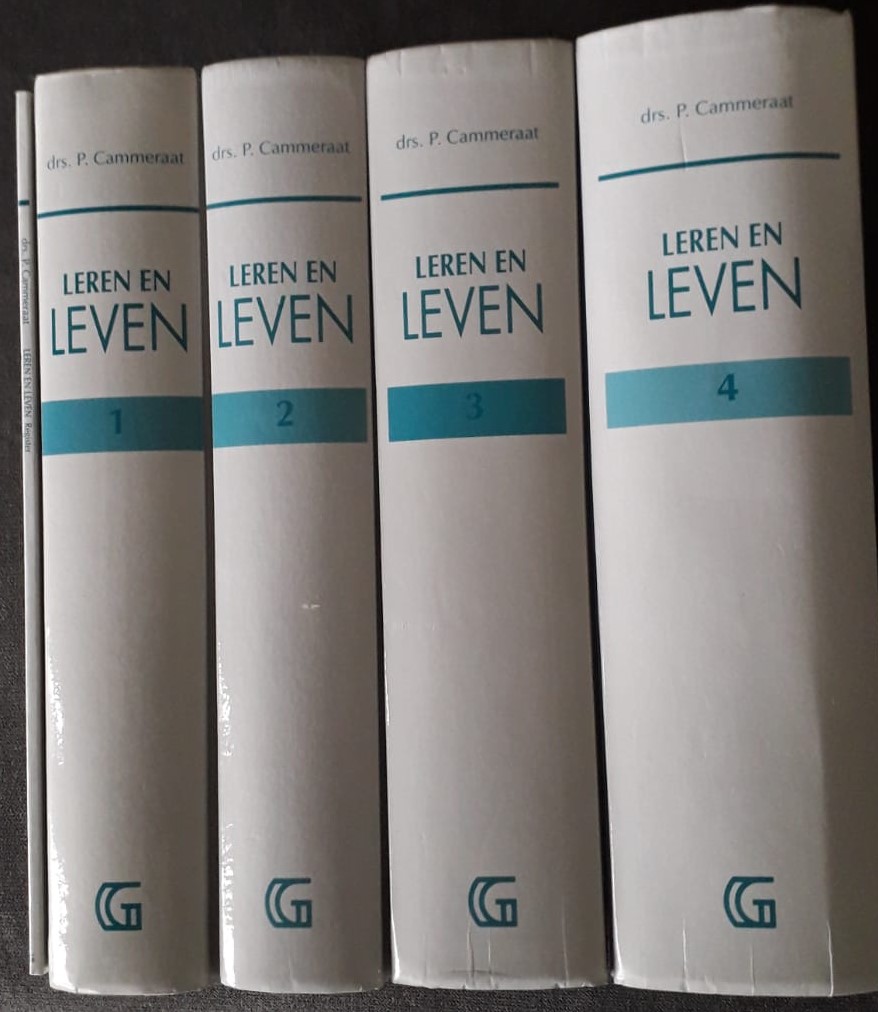 drs. P. Cammeraat LEREN EN LEVEN Register
drs. P. Cammeraat
LEREN EN
LEVEN
1
drs. P. Cammeraat
LEREN EN
LEVEN
2
drs. P. Cammeraat
LEREN EN
LEVEN
3
drs. P. Cammeraat
LEREN EN
LEVEN
4